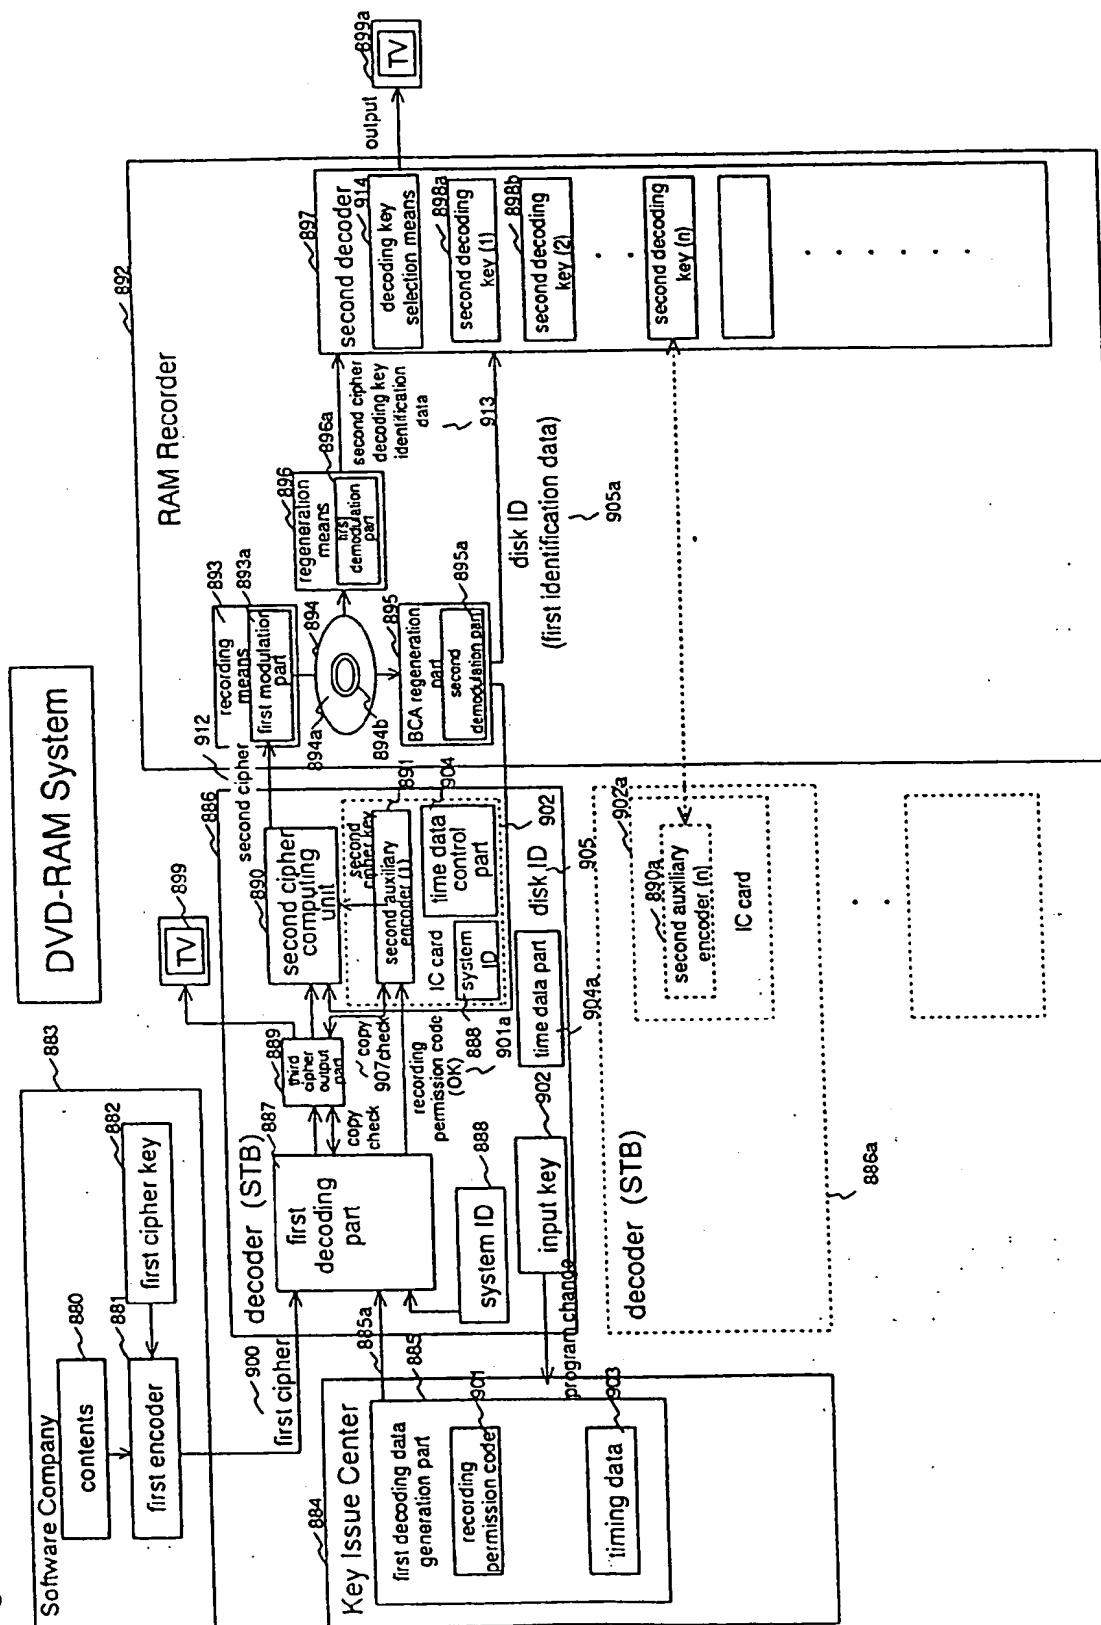 DVD-RAM System
Software Company
883
contents
880
first encoder
881
first cipher key
882
900
first cipher
Key Issue Center
884
first decoding data
generation part
885
885a
recording
permission code
901
timing data
903
program change
decoder (STB)
886
first
decoding
part
887
copy
check
system ID
888
input key
902
third
cipher
output
part
889
copy
check
907
recording
permission code
(OK)
901a
TV
899
second cipher
computing
unit
890
second cipher
912
second
cipher key
891
second auxiliary
encoder (1)
IC card
system
ID
888
time data
control
part
904
902
time data part
904a
disk ID
905
decoder (STB)
886a
902a
890a
second auxiliary
encoder (n)
IC card
RAM Recorder
892
recording
means
893
first modulation
part
893a
894
894a
894b
BCA regeneration
part
895
second
demodulation part
895a
regeneration
means
896
first
demodulation
part
896a
second cipher
decoding key
identification
data
913
disk ID
(first identification data)
905a
second decoder
897
decoding key
selection means
914
second decoding
key (1)
898a
second decoding
key (2)
898b
second decoding
key (n)
output
TV
899a